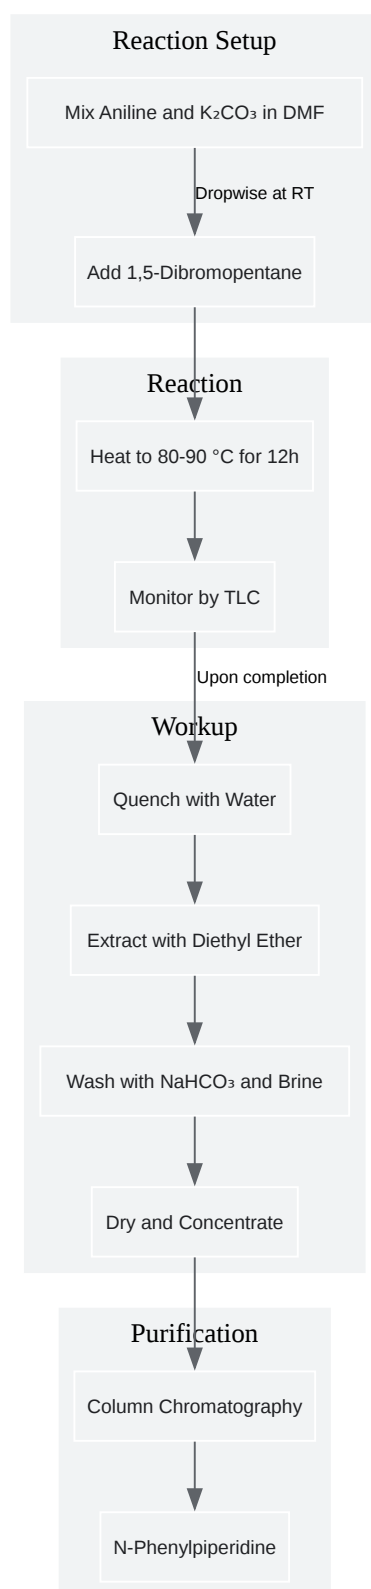 Reaction Setup
Mix Aniline and K₂CO₃ in DMF
Dropwise at RT
Add 1,5-Dibromopentane
Reaction
Heat to 80-90 °C for 12h
Monitor by TLC
Upon completion
Workup
Quench with Water
Extract with Diethyl Ether
Wash with NaHCO₃ and Brine
Dry and Concentrate
Purification
Column Chromatography
N-Phenylpiperidine